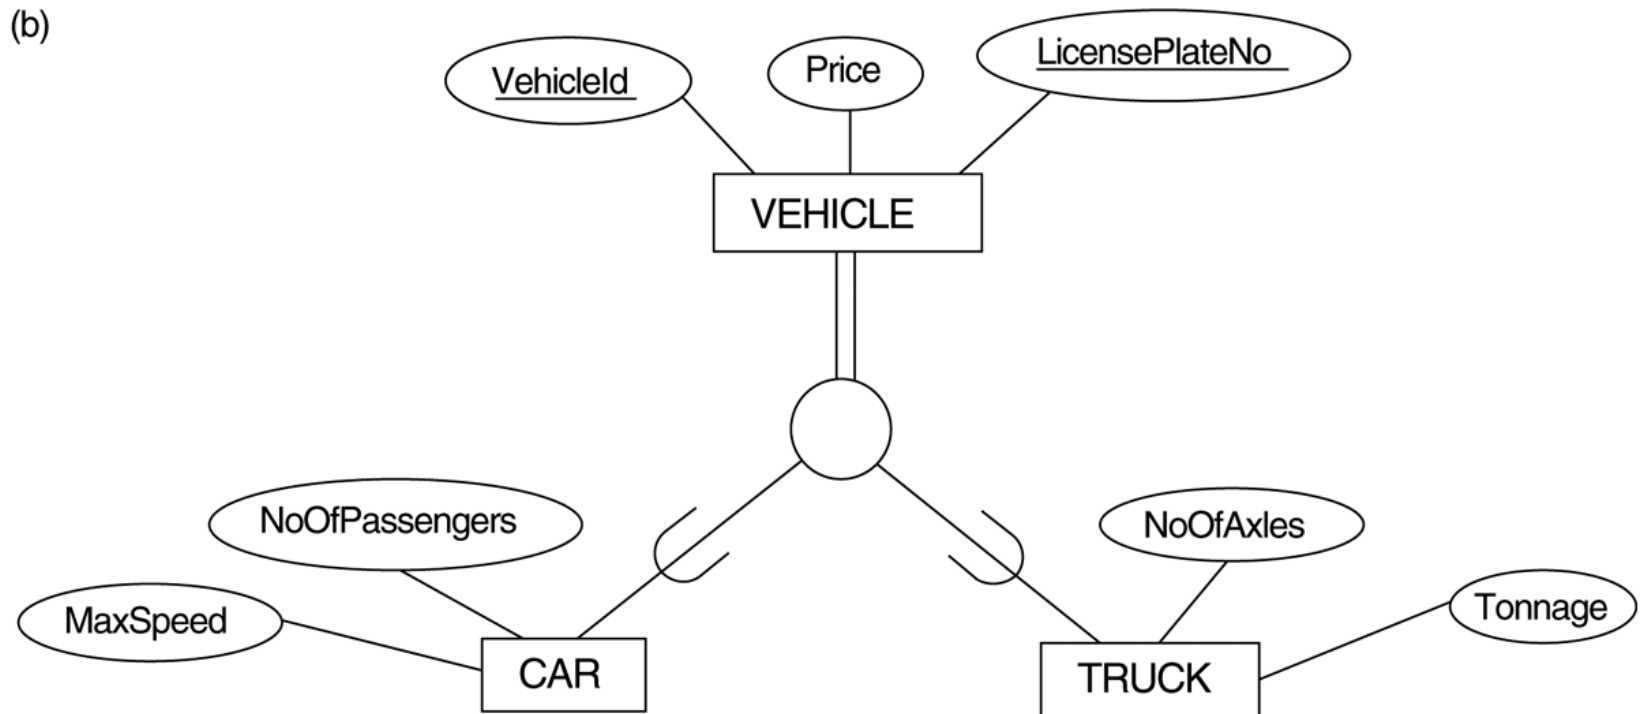 (b)
VehicleId
Price
LicensePlateNo
VEHICLE
NoOfPassengers
NoOfAxles
MaxSpeed
Tonnage
CAR
TRUCK